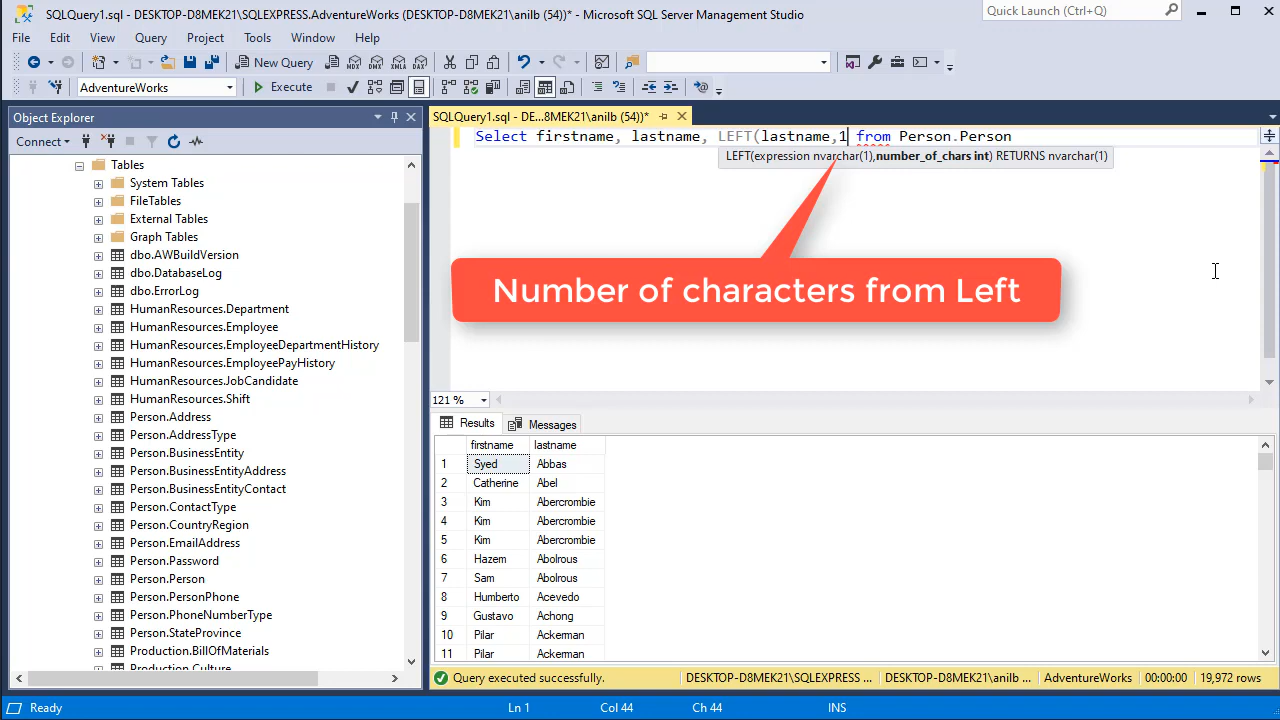 SQLQuery1.sql - DESKTOP-D8MEK21\SQLEXPRESS.AdventureWorks (DESKTOP-D8MEK21\anilb (54))* - Microsoft SQL Server Management Studio
Quick Launch (Ctrl+Q)
File Edit View Query Project Tools Window Help
New Query
MDX DMX XMLA DAX
AdventureWorks
Execute
Object Explorer
SQLQuery1.sql - DE...8MEK21\anilb (54))*
Connect
Select firstname, lastname, LEFT(lastname,1 from Person.Person
LEFT(expression nvarchar(1),number_of_chars int) RETURNS nvarchar(1)
Number of characters from Left
Tables
System Tables
FileTables
External Tables
Graph Tables
dbo.AWBuildVersion
dbo.DatabaseLog
dbo.ErrorLog
HumanResources.Department
HumanResources.Employee
HumanResources.EmployeeDepartmentHistory
HumanResources.EmployeePayHistory
HumanResources.JobCandidate
HumanResources.Shift
Person.Address
Person.AddressType
Person.BusinessEntity
Person.BusinessEntityAddress
Person.BusinessEntityContact
Person.ContactType
Person.CountryRegion
Person.EmailAddress
Person.Password
Person.Person
Person.PersonPhone
Person.PhoneNumberType
Person.StateProvince
Production.BillOfMaterials
Production.Culture
121 %
Results Messages
firstname lastname
1 Syed Abbas
2 Catherine Abel
3 Kim Abercrombie
4 Kim Abercrombie
5 Kim Abercrombie
6 Hazem Abolrous
7 Sam Abolrous
8 Humberto Acevedo
9 Gustavo Achong
10 Pilar Ackerman
11 Pilar Ackerman
Query executed successfully. DESKTOP-D8MEK21\SQLEXPRESS ... DESKTOP-D8MEK21\anilb ... AdventureWorks 00:00:00 19,972 rows
Ready Ln 1 Col 44 Ch 44 INS